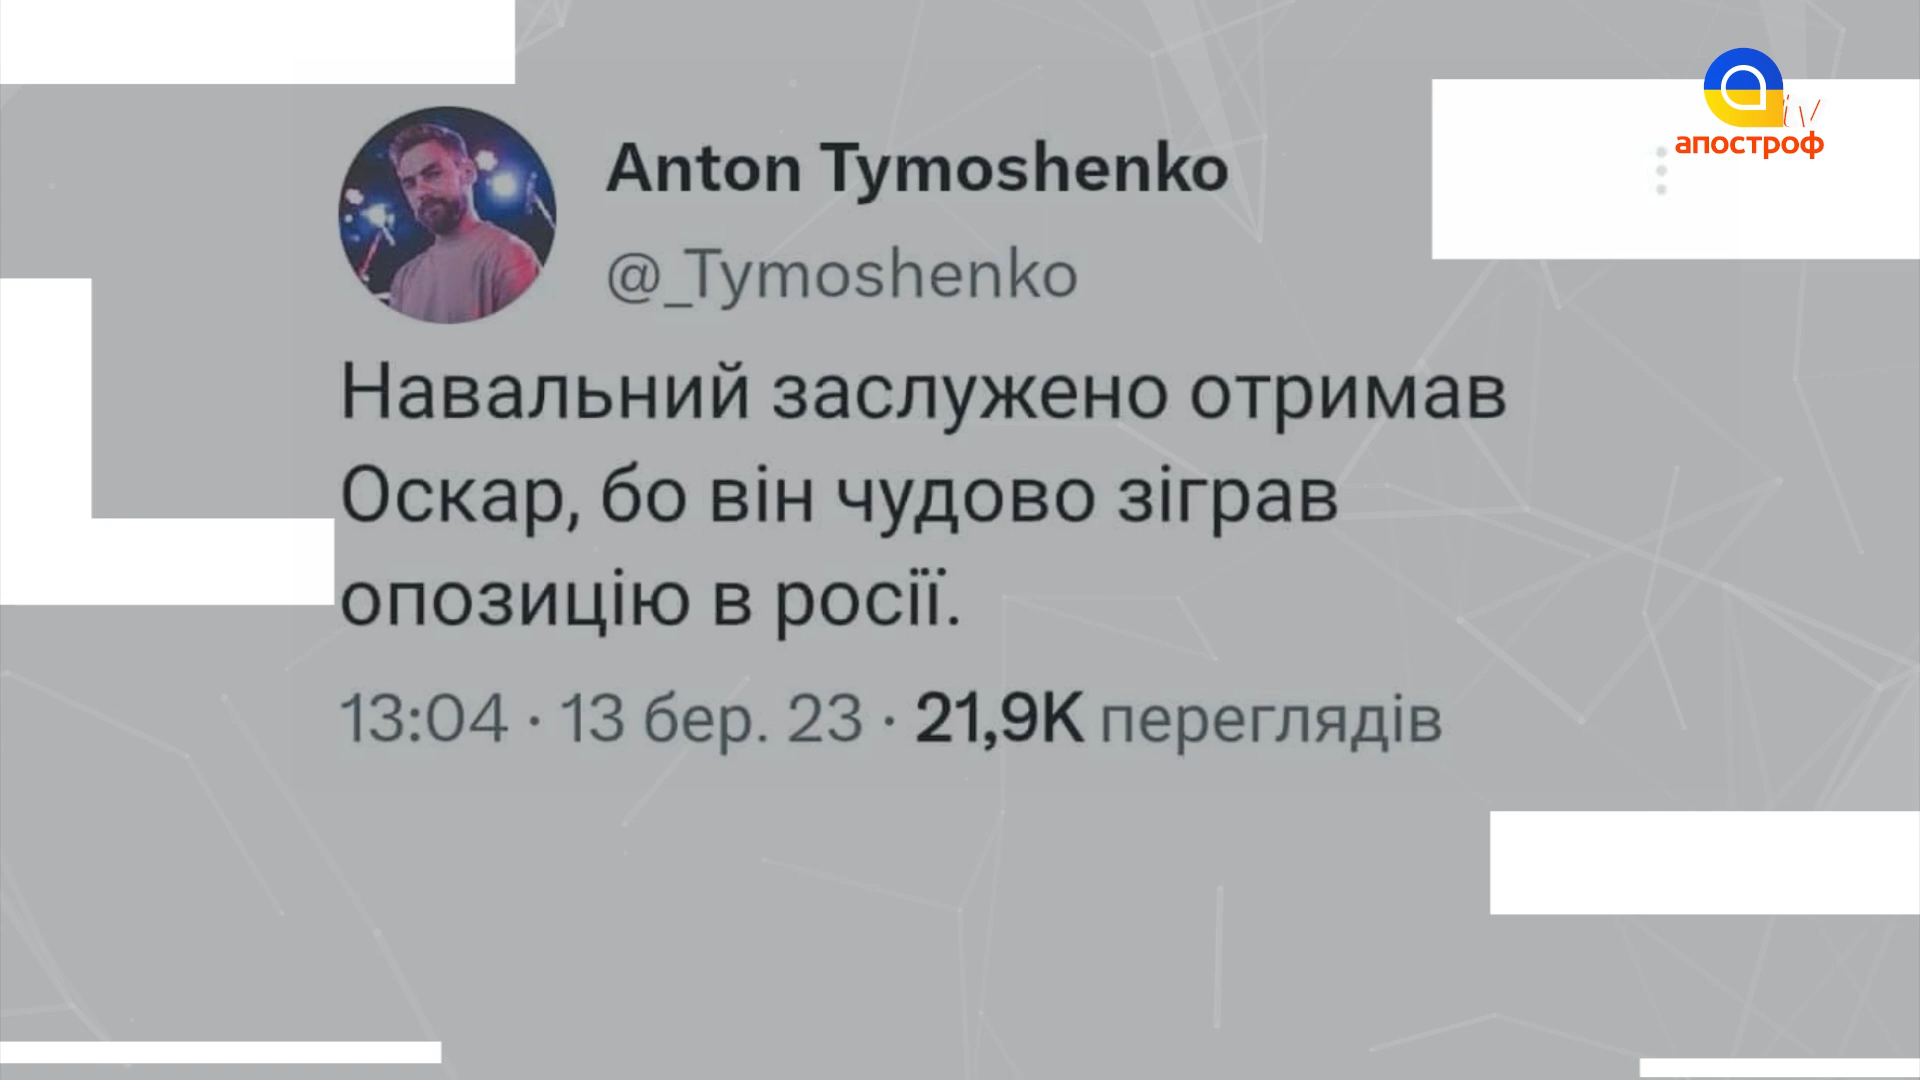 Anton Tymoshenko
@_Tymoshenko
Навальний заслужено отримав
Оскар, бо він чудово зіграв
опозицію в росії.
13:04 · 13 бер. 23 · 21,9K переглядів
tv
апостроф